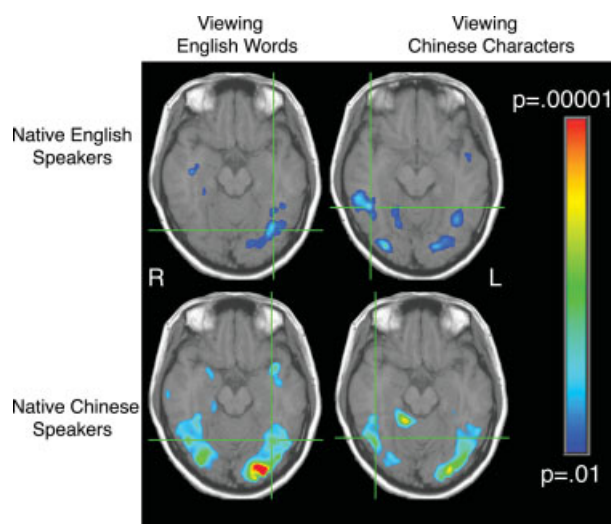 Viewing
English Words
Viewing
Chinese Characters
Native English
Speakers
p=.00001
R
L
Native Chinese
Speakers
p=.01